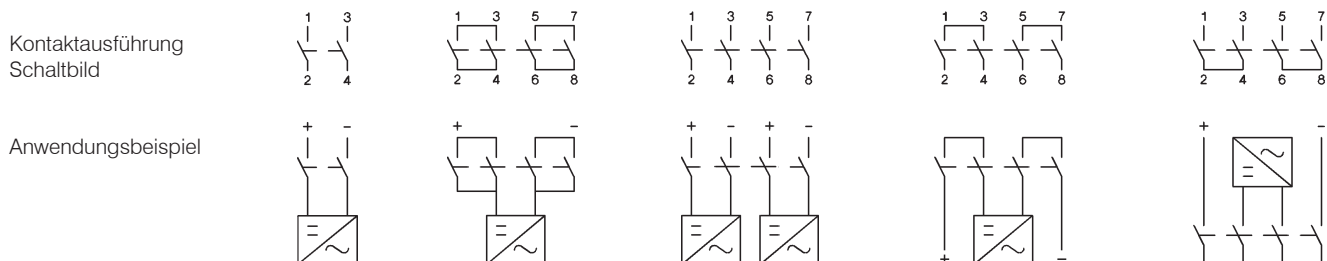 1 3 1 3 5 7 1 3 5 7 1 3 5 7 1 3 5 7
Kontaktausführung
Schaltbild
2 4 2 4 6 8 2 4 6 8 2 4 6 8 2 4 6 8
+ − + − + − + − + −
Anwendungsbeispiel
+ −